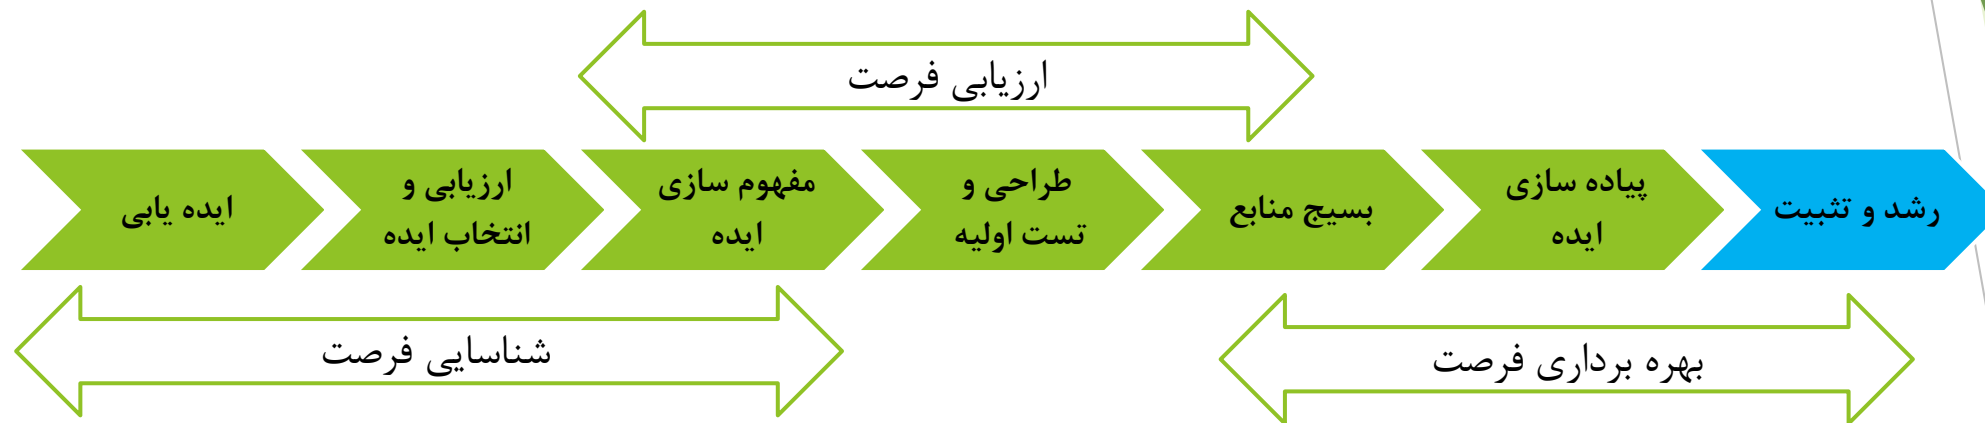 ارزیابی فرصت
ایده یابی
ارزیابی و
انتخاب ایده
مفهوم سازی
ایده
طراحی و
تست اولیه
بسیج منابع
پیاده سازی
ایده
رشد و تثبیت
شناسایی فرصت
بهره برداری فرصت